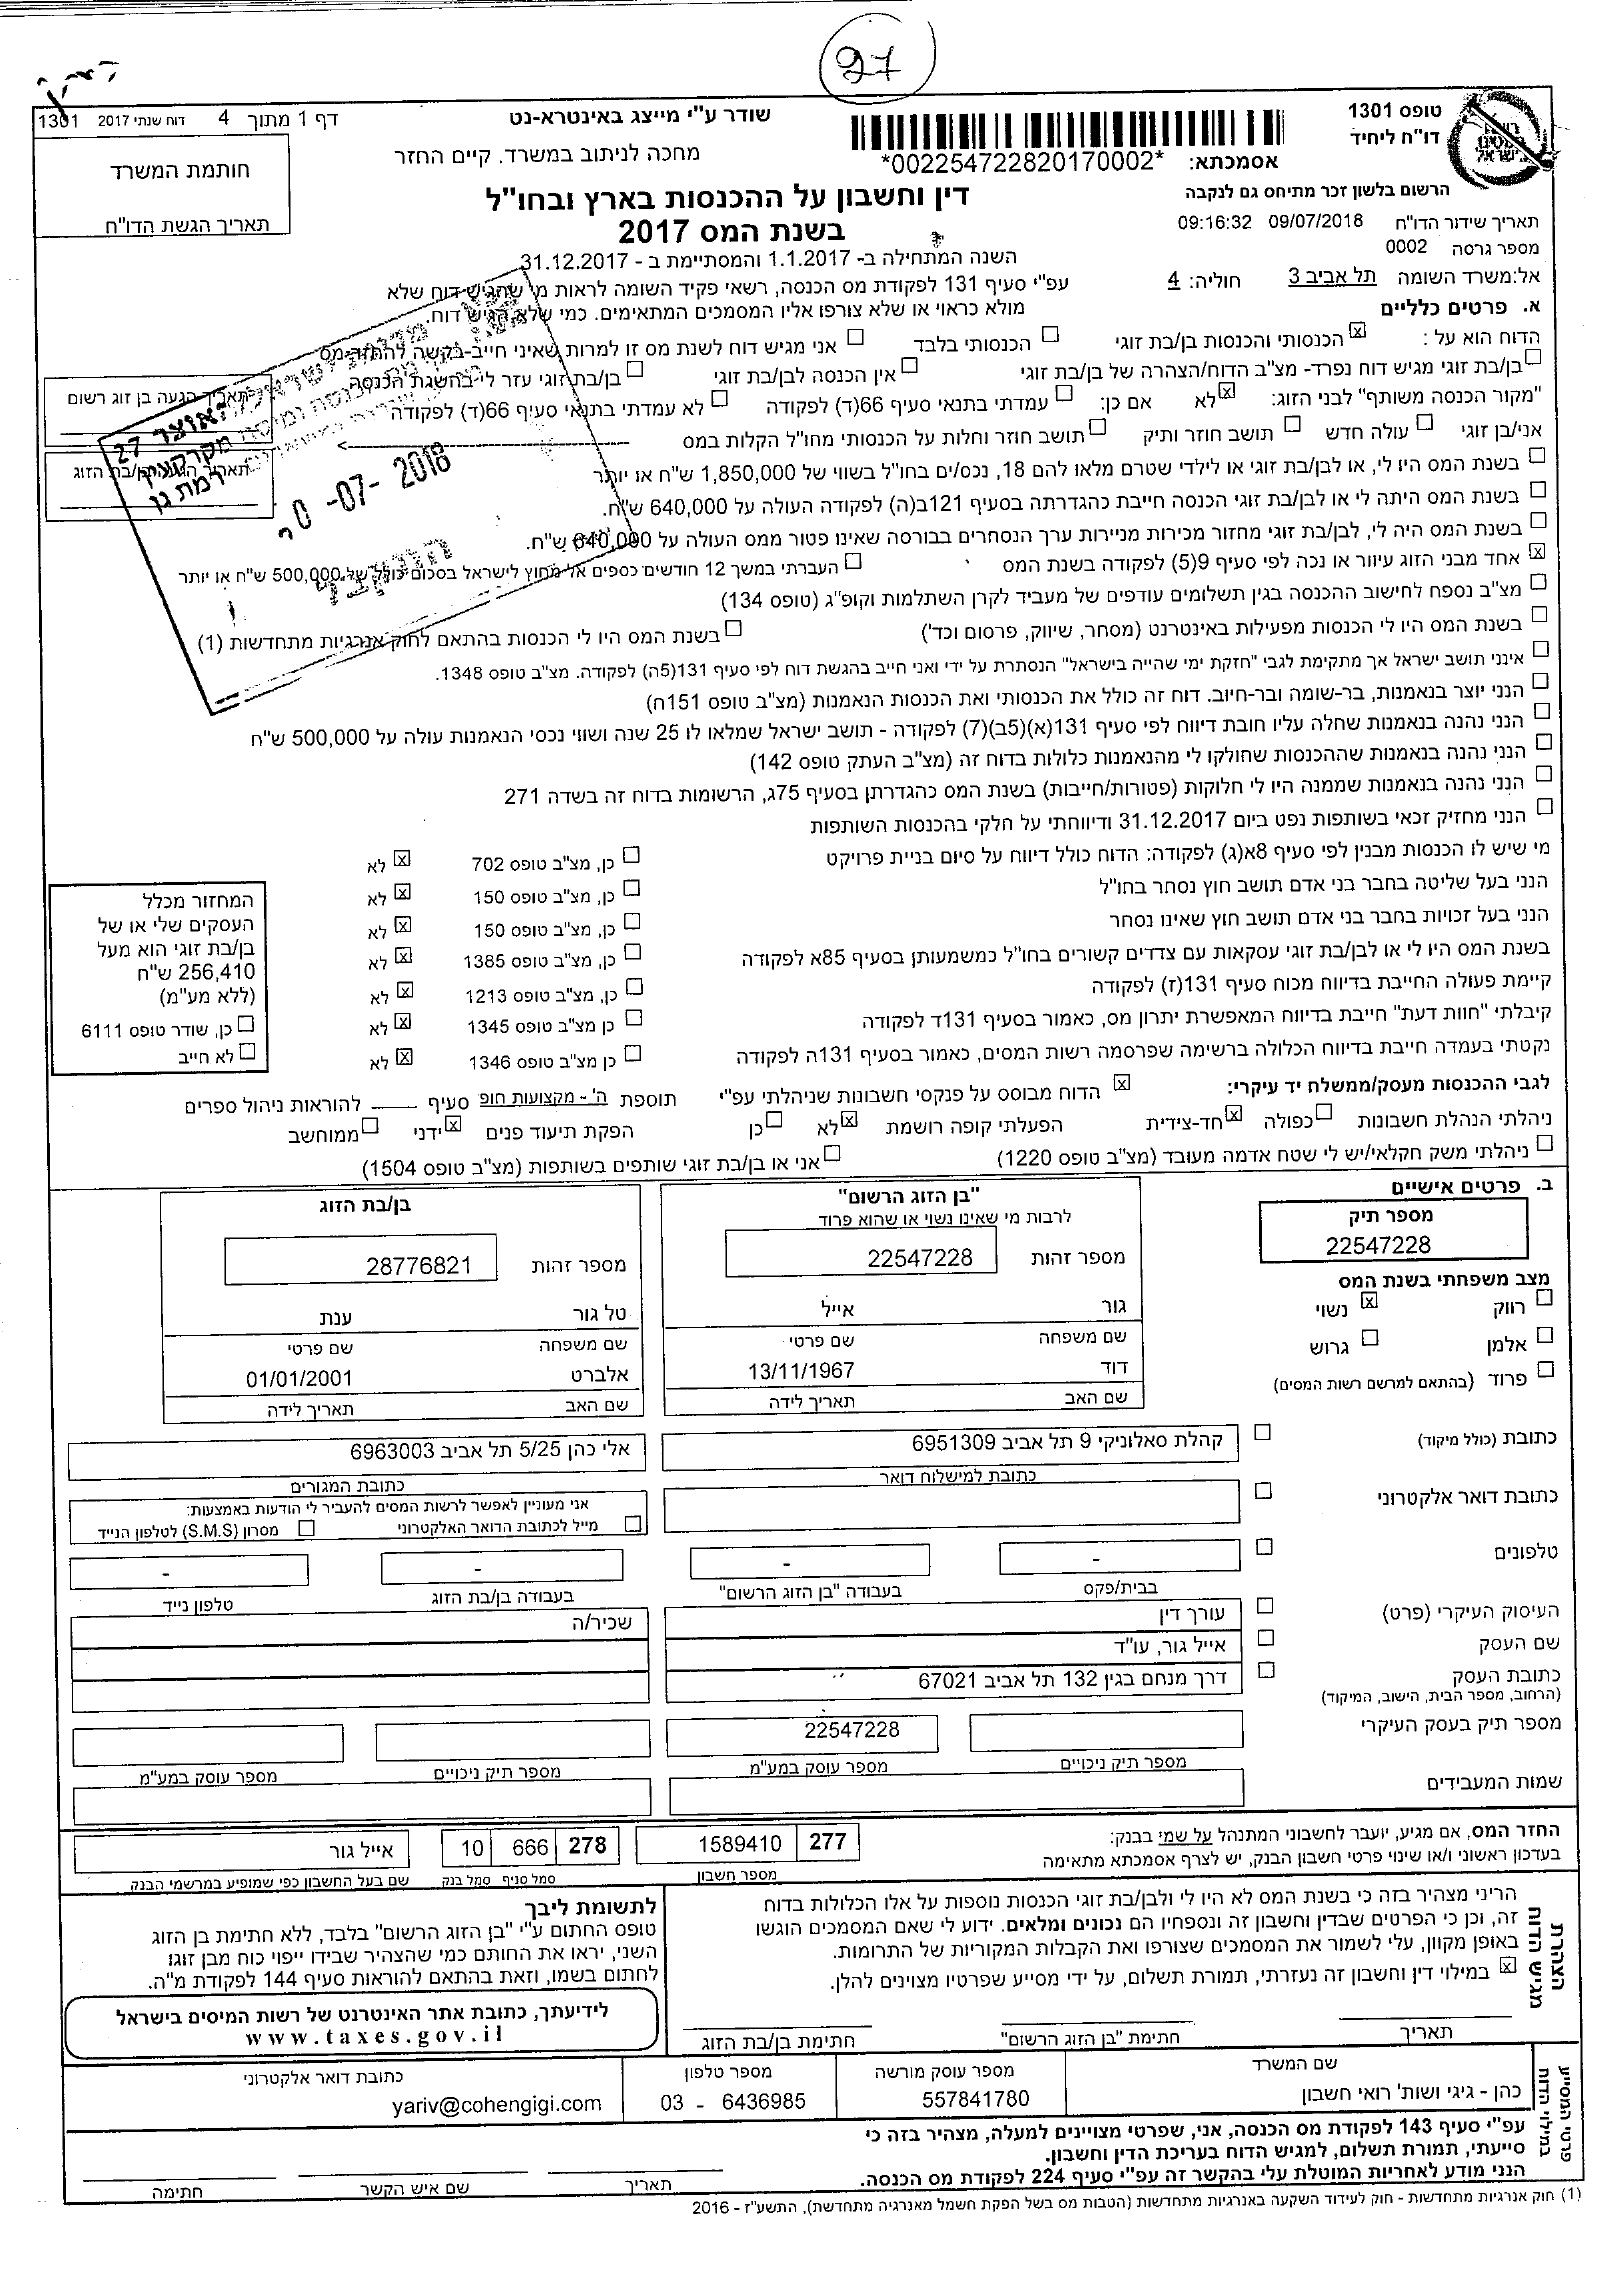 97
טופס 1301
דו"ח ליחיד
שודר ע"י מייצג באינטרא-נט
דף 1 מתוך 4 דוח שנתי 2017 1301
אסמכתא: *002254722820170002*
מחכה לניתוב במשרד. קיים החזר
חותמת המשרד
תאריך הגשת הדו"ח
הרשום בלשון זכר מתיחס גם לנקבה
דין וחשבון על ההכנסות בארץ ובחו"ל
בשנת המס 2017
תאריך שידור הדו"ח 09/07/2018 09:16:32
מספר גרסה 0002
השנה המתחילה ב- 1.1.2017 והמסתיימת ב - 31.12.2017
אל:משרד השומה תל אביב 3 חוליה: 4
עפ"י סעיף 131 לפקודת מס הכנסה, רשאי פקיד השומה לראות מי שהגיש דוח שלא
מולא כראוי או שלא צורפו אליו המסמכים המתאימים. כמי שלא הגיש דוח.
א. פרטים כלליים
הדוח הוא על : הכנסותי והכנסות בן/בת זוגי הכנסותי בלבד אני מגיש דוח לשנת מס זו למרות שאיני חייב-בקשה להחזר-מס
בן/בת זוגי מגיש דוח נפרד- מצ"ב הדוח/הצהרה של בן/בת זוגי אין הכנסה לבן/בת זוגי בן/בת זוגי עזר לי בהשגת הכנסה
"מקור הכנסה משותף" לבני הזוג: לא אם כן: עמדתי בתנאי סעיף 66(ד) לפקודה לא עמדתי בתנאי סעיף 66(ד) לפקודה
תאריך הגעה בן זוג רשום
אני/בן זוגי עולה חדש תושב חוזר ותיק תושב חוזר וחלות על הכנסותי מחו"ל הקלות במס
תאריך הגעה בן/בת הזוג
20 -07- 2018
בשנת המס היו לי, או לבן/בת זוגי או לילדי שטרם מלאו להם 18, נכס/ים בחו"ל בשווי של 1,850,000 ש"ח או יותר
בשנת המס היתה לי או לבן/בת זוגי הכנסה חייבת כהגדרתה בסעיף 121ב(ה) לפקודה העולה על 640,000 ש"ח.
בשנת המס היה לי, לבן/בת זוגי מחזור מכירות מניירות ערך הנסחרים בבורסה שאינו פטור ממס העולה על 640,000 ש"ח.
אחד מבני הזוג עיוור או נכה לפי סעיף 9(5) לפקודה בשנת המס העברתי במשך 12 חודשים כספים אל מחוץ לישראל בסכום כולל של 500,000 ש"ח או יותר
מצ"ב נספח לחישוב ההכנסה בגין תשלומים עודפים של מעביד לקרן השתלמות וקופ"ג (טופס 134)
בשנת המס היו לי הכנסות מפעילות באינטרנט (מסחר, שיווק, פרסום וכד') בשנת המס היו לי הכנסות בהתאם לחוק אנרגיות מתחדשות (1)
אינני תושב ישראל אך מתקימת לגבי "חזקת ימי שהייה בישראל" הנסתרת על ידי ואני חייב בהגשת דוח לפי סעיף 131(5ה) לפקודה. מצ"ב טופס 1348.
הנני יוצר בנאמנות, בר-שומה ובר-חיוב. דוח זה כולל את הכנסותי ואת הכנסות הנאמנות (מצ"ב טופס 151ח)
הנני נהנה בנאמנות שחלה עליו חובת דיווח לפי סעיף 131(א)(5ב)(7) לפקודה - תושב ישראל שמלאו לו 25 שנה ושווי נכסי הנאמנות עולה על 500,000 ש"ח
הנני נהנה בנאמנות שההכנסות שחולקו לי מהנאמנות כלולות בדוח זה (מצ"ב העתק טופס 142)
הנני נהנה בנאמנות שממנה היו לי חלוקות (פטורות/חייבות) בשנת המס כהגדרתן בסעיף 75ג, הרשומות בדוח זה בשדה 271
הנני מחזיק זכאי בשותפות נפט ביום 31.12.2017 ודיווחתי על חלקי בהכנסות השותפות
מי שיש לו הכנסות מבנין לפי סעיף 8א(ג) לפקודה: הדוח כולל דיווח על סיום בניית פרויקט כן, מצ"ב טופס 702 לא
הנני בעל שליטה בחבר בני אדם תושב חוץ נסחר בחו"ל כן, מצ"ב טופס 150 לא
הנני בעל זכויות בחבר בני אדם תושב חוץ שאינו נסחר כן, מצ"ב טופס 150 לא
בשנת המס היו לי או לבן/בת זוגי עסקאות עם צדדים קשורים בחו"ל כמשמעותן בסעיף 85א לפקודה כן, מצ"ב טופס 1385 לא
קיימת פעולה החייבת בדיווח מכוח סעיף 131(ז) לפקודה כן, מצ"ב טופס 1213 לא
קיבלתי "חוות דעת" חייבת בדיווח המאפשרת יתרון מס, כאמור בסעיף 131ד לפקודה כן מצ"ב טופס 1345 לא
נקטתי בעמדה חייבת בדיווח הכלולה ברשימה שפרסמה רשות המסים, כאמור בסעיף 131ה לפקודה כן מצ"ב טופס 1346 לא
המחזור מכלל
העסקים שלי או של
בן/בת זוגי הוא מעל
256,410 ש"ח
(ללא מע"מ)
כן, שודר טופס 6111
לא חייב
לגבי ההכנסות מעסק/ממשלח יד עיקרי: הדוח מבוסס על פנקסי חשבונות שניהלתי עפ"י תוספת ה' - מקצועות חופ סעיף להוראות ניהול ספרים
ניהלתי הנהלת חשבונות כפולה חד-צידית הפעלתי קופה רושמת לא כן הפקת תיעוד פנים ידני ממוחשב
ניהלתי משק חקלאי/יש לי שטח אדמה מעובד (מצ"ב טופס 1220) אני או בן/בת זוגי שותפים בשותפות (מצ"ב טופס 1504)
ב. פרטים אישיים
מספר תיק
22547228
"בן הזוג הרשום"
לרבות מי שאינו נשוי או שהוא פרוד
מספר זהות 22547228
בן/בת הזוג
מספר זהות 28776821
מצב משפחתי בשנת המס
רווק נשוי
אלמן גרוש
פרוד (בהתאם למרשם רשות המסים)
גור אייל
שם משפחה שם פרטי
דוד 13/11/1967
שם האב תאריך לידה
טל גור ענת
שם משפחה שם פרטי
אלברט 01/01/2001
שם האב תאריך לידה
כתובת (כולל מיקוד) קהלת סאלוניקי 9 תל אביב 6951309 אלי כהן 5/25 תל אביב 6963003
כתובת למישלוח דואר כתובת המגורים
כתובת דואר אלקטרוני
אני מעוניין לאפשר לרשות המסים להעביר לי הודעות באמצעות:
מייל לכתובת הדואר האלקטרוני מסרון (S.M.S) לטלפון הנייד
טלפונים - - - -
בבית/פקס בעבודה "בן הזוג הרשום" בעבודה בן/בת הזוג טלפון נייד
העיסוק העיקרי (פרט) עורך דין שכיר/ה
שם העסק אייל גור, עו"ד
כתובת העסק דרך מנחם בגין 132 תל אביב 67021
(הרחוב, מספר הבית, הישוב, המיקוד)
מספר תיק בעסק העיקרי 22547228
מספר תיק ניכויים מספר עוסק במע"מ מספר תיק ניכויים מספר עוסק במע"מ
שמות המעבידים
החזר המס, אם מגיע, יועבר לחשבוני המתנהל על שמי בבנק: 277 1589410 278 666 10 אייל גור
בעדכון ראשוני ו/או שינוי פרטי חשבון הבנק, יש לצרף אסמכתא מתאימה
מספר חשבון סמל סניף סמל בנק שם בעל החשבון כפי שמופיע במרשמי הבנק
הצהרת מגיש הדוח
הריני מצהיר בזה כי בשנת המס לא היו לי ולבן/בת זוגי הכנסות נוספות על אלו הכלולות בדוח
זה, וכן כי הפרטים שבדין וחשבון זה ונספחיו הם נכונים ומלאים. ידוע לי שאם המסמכים הוגשו
באופן מקוון, עלי לשמור את המסמכים שצורפו ואת הקבלות המקוריות של התרומות.
במילוי דין וחשבון זה נעזרתי, תמורת תשלום, על ידי מסייע שפרטיו מצוינים להלן.
תאריך חתימת "בן הזוג הרשום" חתימת בן/בת הזוג
לתשומת ליבך
טופס החתום ע"י "בן הזוג הרשום" בלבד, ללא חתימת בן הזוג
השני, יראו את החותם כמי שהצהיר שבידו ייפוי כוח מבן זוגו
לחתום בשמו, וזאת בהתאם להוראות סעיף 144 לפקודת מ"ה.
לידיעתך, כתובת אתר האינטרנט של רשות המיסים בישראל
www.taxes.gov.il
פרטי המסייע במילוי הדוח
שם המשרד מספר עוסק מורשה מספר טלפון כתובת דואר אלקטרוני
כהן - גיגי ושות' רואי חשבון 557841780 03 - 6436985 yariv@cohengigi.com
עפ"י סעיף 143 לפקודת מס הכנסה, אני, שפרטי מצויינים למעלה, מצהיר בזה כי
סייעתי, תמורת תשלום, למגיש הדוח בעריכת הדין וחשבון.
הנני מודע לאחריות המוטלת עלי בהקשר זה עפ"י סעיף 224 לפקודת מס הכנסה.
תאריך שם איש הקשר חתימה
(1) חוק אנרגיות מתחדשות - חוק לעידוד השקעה באנרגיות מתחדשות (הטבות מס בשל הפקת חשמל מאנרגיה מתחדשת), התשע"ז - 2016